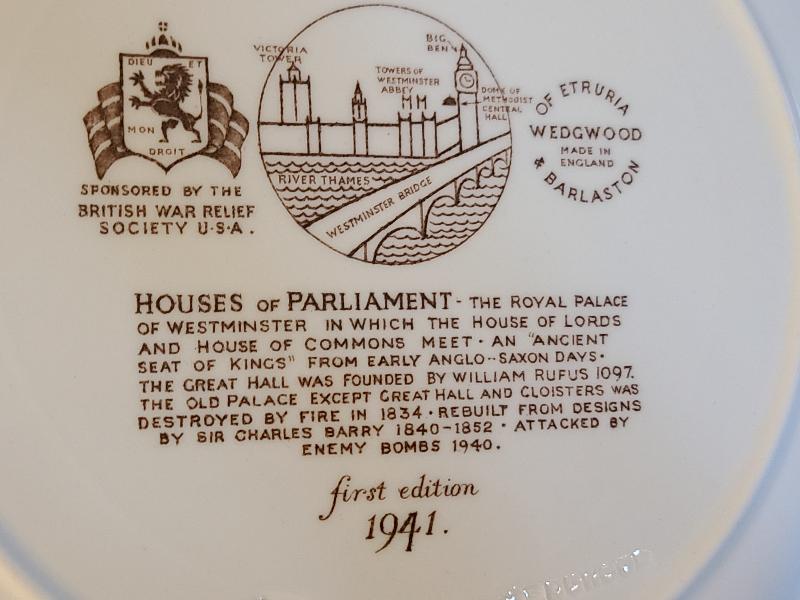 DIEU ET
MON
DROIT
SPONSORED BY THE
BRITISH WAR RELIEF
SOCIETY U·S·A.
VICTORIA
TOWER
TOWERS OF
WESTMINSTER
ABBEY
BIG
BEN
DOME OF
METHODIST
CENTRAL
HALL
RIVER THAMES
WESTMINSTER BRIDGE
OF ETRURIA
WEDGWOOD
MADE IN
ENGLAND
& BARLASTON
HOUSES OF PARLIAMENT - THE ROYAL PALACE
OF WESTMINSTER IN WHICH THE HOUSE OF LORDS
AND HOUSE OF COMMONS MEET · AN "ANCIENT
SEAT OF KINGS" FROM EARLY ANGLO-SAXON DAYS·
THE GREAT HALL WAS FOUNDED BY WILLIAM RUFUS 1097.
THE OLD PALACE EXCEPT GREAT HALL AND CLOISTERS WAS
DESTROYED BY FIRE IN 1834 · REBUILT FROM DESIGNS
BY SIR CHARLES BARRY 1840-1852 · ATTACKED BY
ENEMY BOMBS 1940.
first edition
1941.